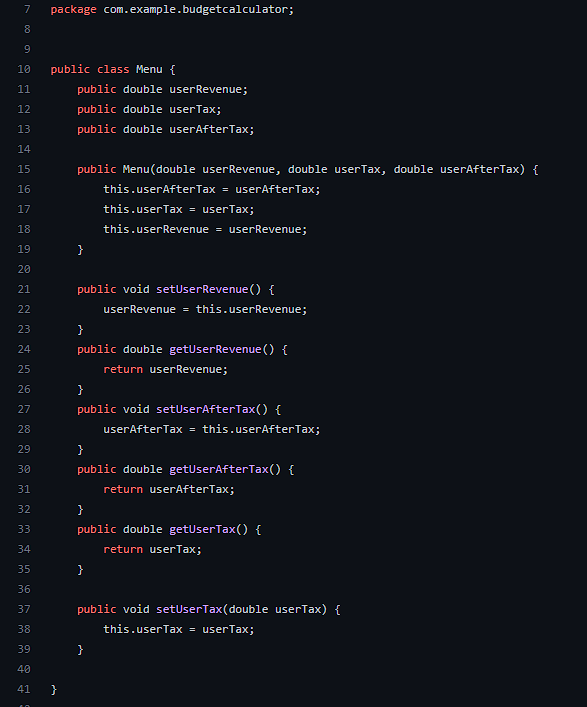 7 package com.example.budgetcalculator;
8
9
10 public class Menu {
11     public double userRevenue;
12     public double userTax;
13     public double userAfterTax;
14
15     public Menu(double userRevenue, double userTax, double userAfterTax) {
16         this.userAfterTax = userAfterTax;
17         this.userTax = userTax;
18         this.userRevenue = userRevenue;
19     }
20
21     public void setUserRevenue() {
22         userRevenue = this.userRevenue;
23     }
24     public double getUserRevenue() {
25         return userRevenue;
26     }
27     public void setUserAfterTax() {
28         userAfterTax = this.userAfterTax;
29     }
30     public double getUserAfterTax() {
31         return userAfterTax;
32     }
33     public double getUserTax() {
34         return userTax;
35     }
36
37     public void setUserTax(double userTax) {
38         this.userTax = userTax;
39     }
40
41 }